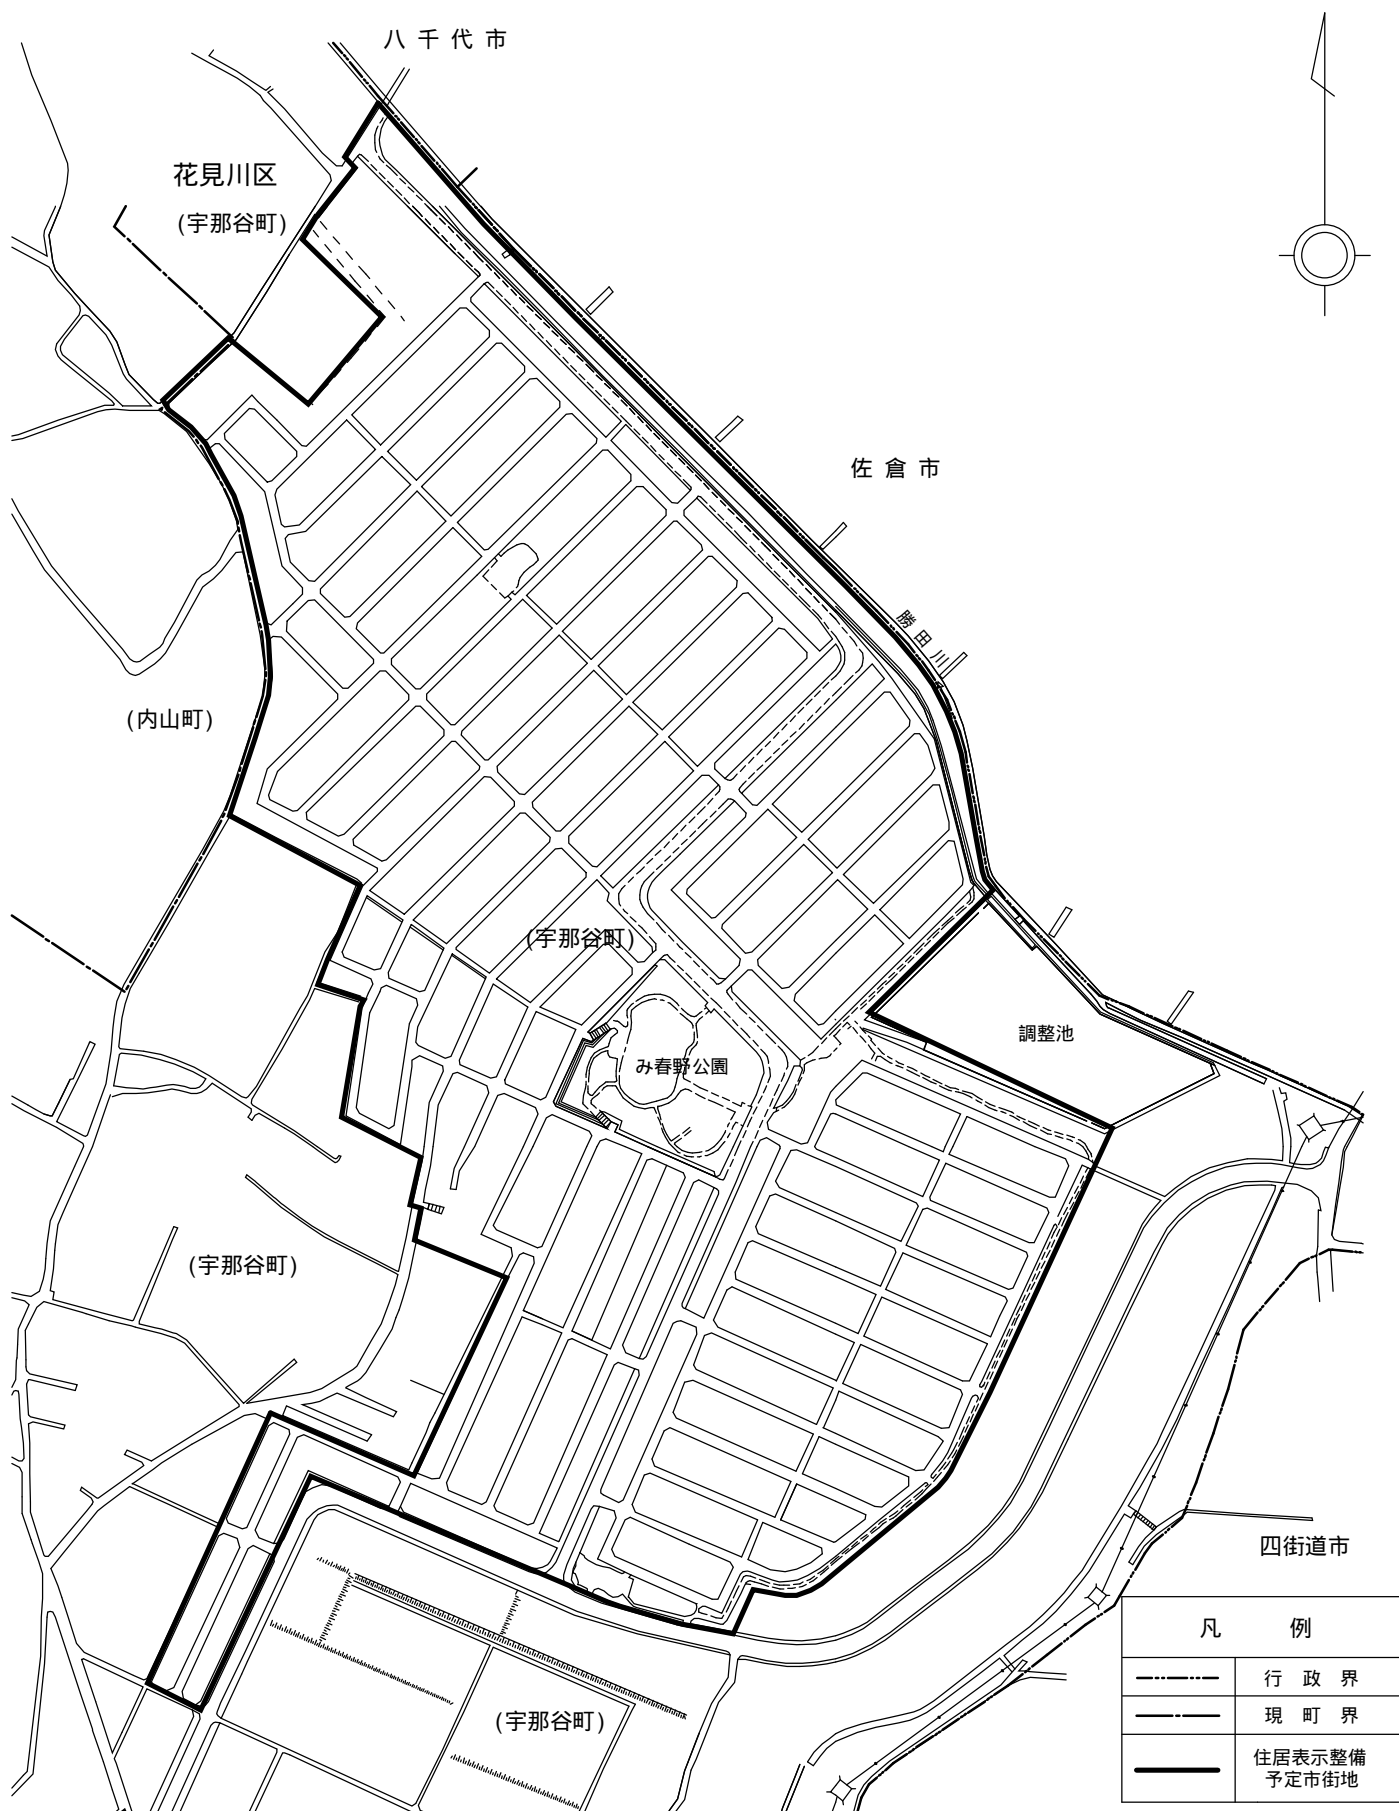 八千代市
花見川区
(宇那谷町)
佐倉市
勝田川
(内山町)
(宇那谷町)
調整池
み春野公園
(宇那谷町)
四街道市
凡 例
行 政 界
現 町 界
住居表示整備
予定市街地
(宇那谷町)